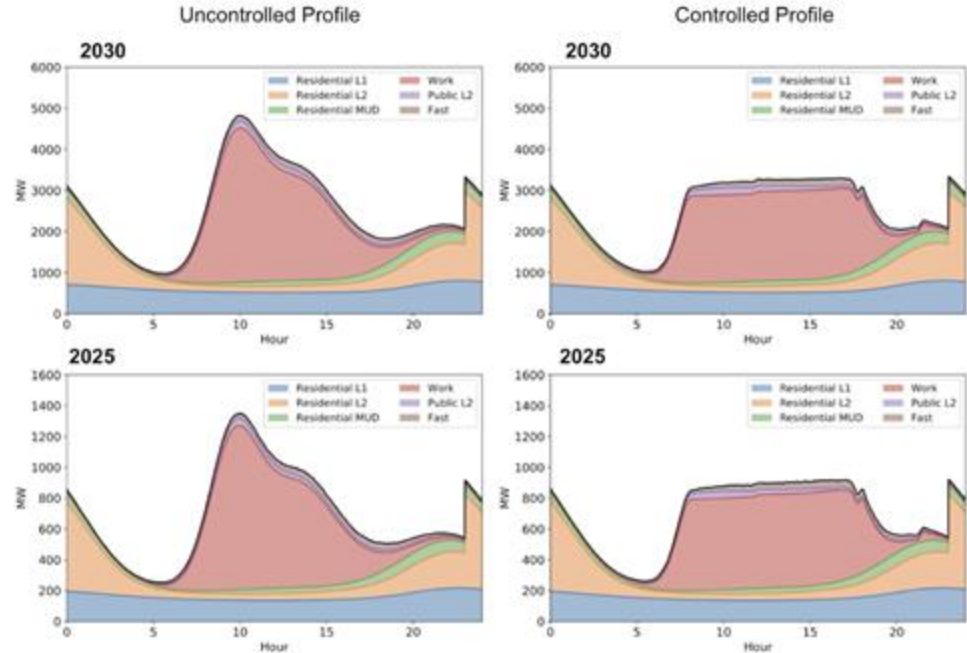 Uncontrolled Profile
Controlled Profile
2030
6000
5000
4000
3000
2000
1000
0
MW
Residential L1
Residential L2
Residential MUD
Work
Public L2
Fast
0 5 10 15 20
Hour
2030
6000
5000
4000
3000
2000
1000
0
MW
Residential L1
Residential L2
Residential MUD
Work
Public L2
Fast
0 5 10 15 20
Hour
2025
1600
1400
1200
1000
800
600
400
200
0
MW
Residential L1
Residential L2
Residential MUD
Work
Public L2
Fast
0 5 10 15 20
Hour
2025
1600
1400
1200
1000
800
600
400
200
0
MW
Residential L1
Residential L2
Residential MUD
Work
Public L2
Fast
0 5 10 15 20
Hour